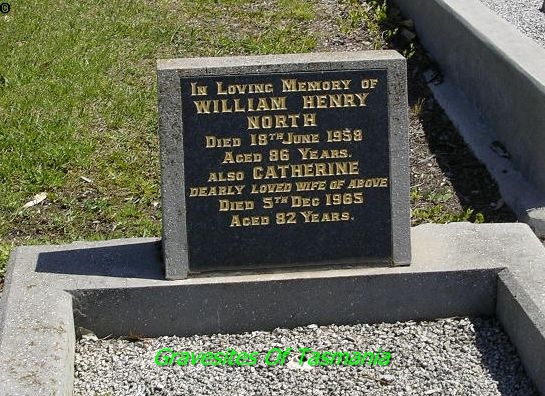 ®
In Loving Memory of
WILLIAM HENRY
NORTH
Died 18TH June 1958
Aged 86 Years.
Also CATHERINE
dearly loved wife of above
Died 5TH Dec 1965
Aged 82 Years.
Gravesites Of Tasmania